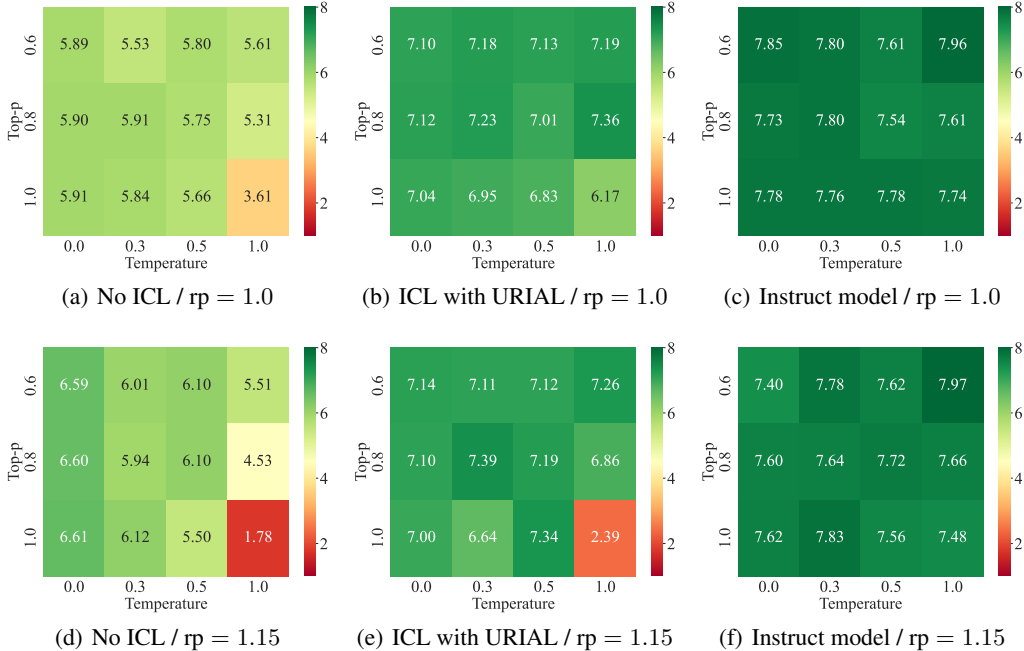 8
0.6 5.89 5.53 5.80 5.61
6
Top-p 0.8 5.90 5.91 5.75 5.31
4
1.0 5.91 5.84 5.66 3.61
2
0.0 0.3 0.5 1.0
Temperature
(a) No ICL / rp = 1.0
8
0.6 7.10 7.18 7.13 7.19
6
Top-p 0.8 7.12 7.23 7.01 7.36
4
1.0 7.04 6.95 6.83 6.17
2
0.0 0.3 0.5 1.0
Temperature
(b) ICL with URIAL / rp = 1.0
8
0.6 7.85 7.80 7.61 7.96
6
Top-p 0.8 7.73 7.80 7.54 7.61
4
1.0 7.78 7.76 7.78 7.74
2
0.0 0.3 0.5 1.0
Temperature
(c) Instruct model / rp = 1.0
8
0.6 6.59 6.01 6.10 5.51
6
Top-p 0.8 6.60 5.94 6.10 4.53
4
1.0 6.61 6.12 5.50 1.78
2
0.0 0.3 0.5 1.0
Temperature
(d) No ICL / rp = 1.15
8
0.6 7.14 7.11 7.12 7.26
6
Top-p 0.8 7.10 7.39 7.19 6.86
4
1.0 7.00 6.64 7.34 2.39
2
0.0 0.3 0.5 1.0
Temperature
(e) ICL with URIAL / rp = 1.15
8
0.6 7.40 7.78 7.62 7.97
6
Top-p 0.8 7.60 7.64 7.72 7.66
4
1.0 7.62 7.83 7.56 7.48
2
0.0 0.3 0.5 1.0
Temperature
(f) Instruct model / rp = 1.15